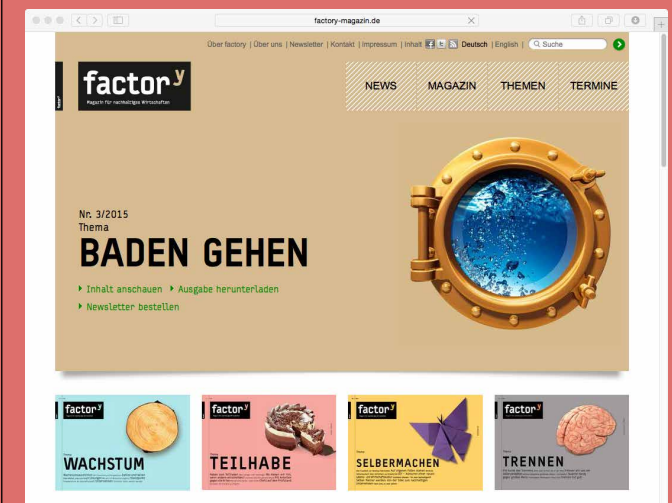 factory-magazin.de
Über factory | Über uns | Newsletter | Kontakt | Impressum | Inhalt Deutsch | English | Suche
factory
Magazin für nachhaltiges Wirtschaften
NEWS MAGAZIN THEMEN TERMINE
Nr. 3/2015
Thema
BADEN GEHEN
Inhalt anschauen Ausgabe herunterladen
Newsletter bestellen
factory factory factory factory
WACHSTUM TEILHABE SELBERMACHEN TRENNEN